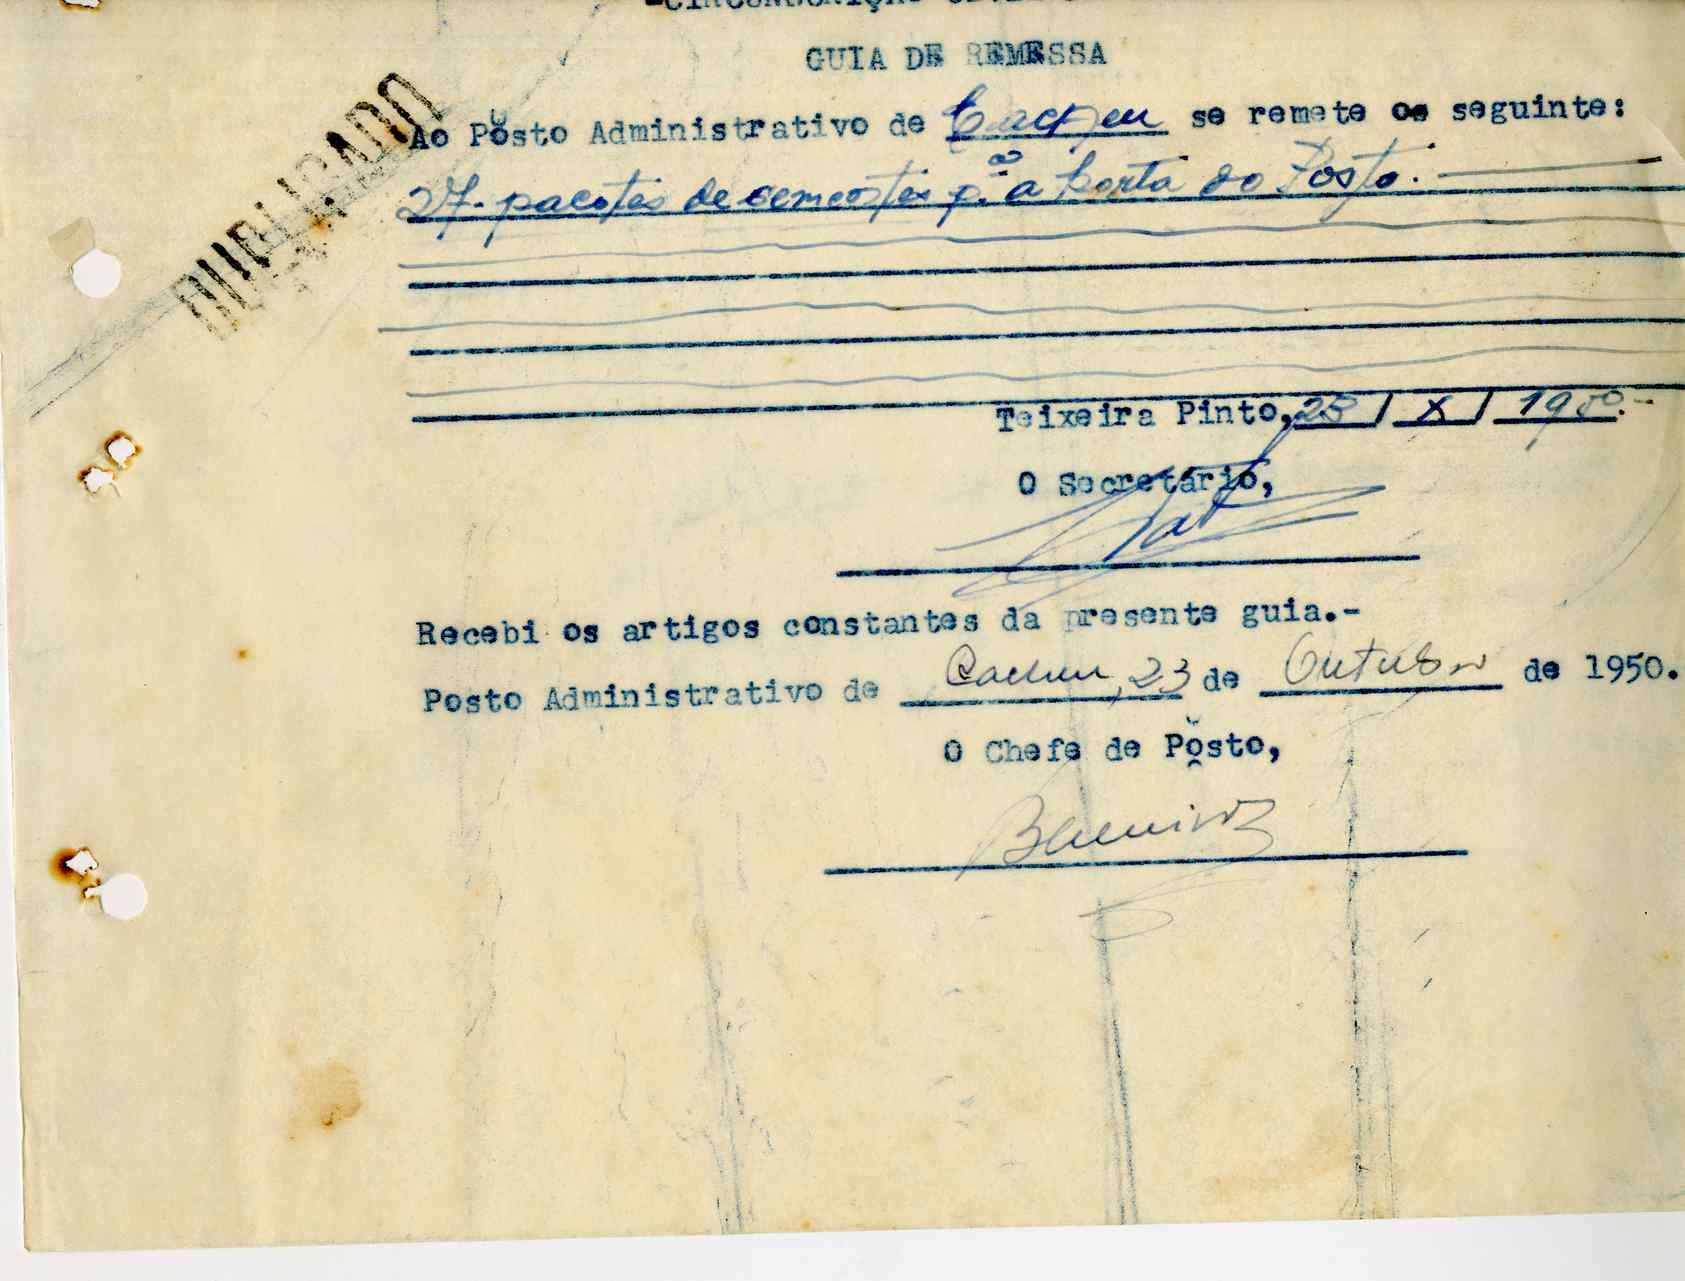 GUIA DE REMESSA
DUPLICADO
Ao Pôsto Administrativo de Cacheu se remete os seguinte:
27. pacotes de sementes p.ª a horta do Posto.
Teixeira Pinto, 23 / X / 1950.-
O Secretário,
Recebi os artigos constantes da presente guia.-
Posto Administrativo de Cacheu, 23 de Outubro de 1950.
O Chefe de Pôsto,